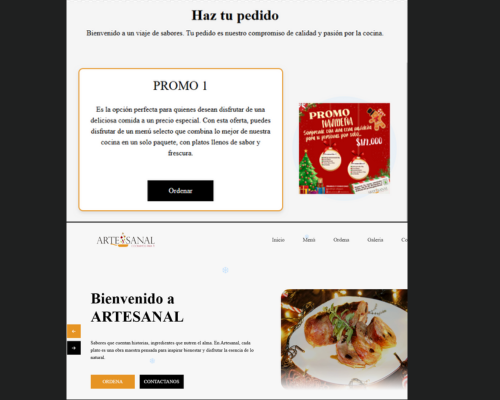 Haz tu pedido
Bienvenido a un viaje de sabores. Tu pedido es nuestro compromiso de calidad y pasión por la cocina.
PROMO 1
Es la opción perfecta para quienes desean disfrutar de una
deliciosa comida a un precio especial. Con esta oferta, puedes
disfrutar de un menú selecto que combina lo mejor de nuestra
cocina en un solo paquete, con platos llenos de sabor y
frescura.
Ordenar
PROMO
NAVIDEÑA
ARTESANAL
Inicio Menú Ordena Galeria Co
Bienvenido a
ARTESANAL
Sabores que cuentan historias, ingredientes que nutren el alma. En Artesanal, cada
plato es una obra maestra pensada para inspirar bienestar y disfrutar la esencia de lo
natural.
ORDENA CONTACTANOS